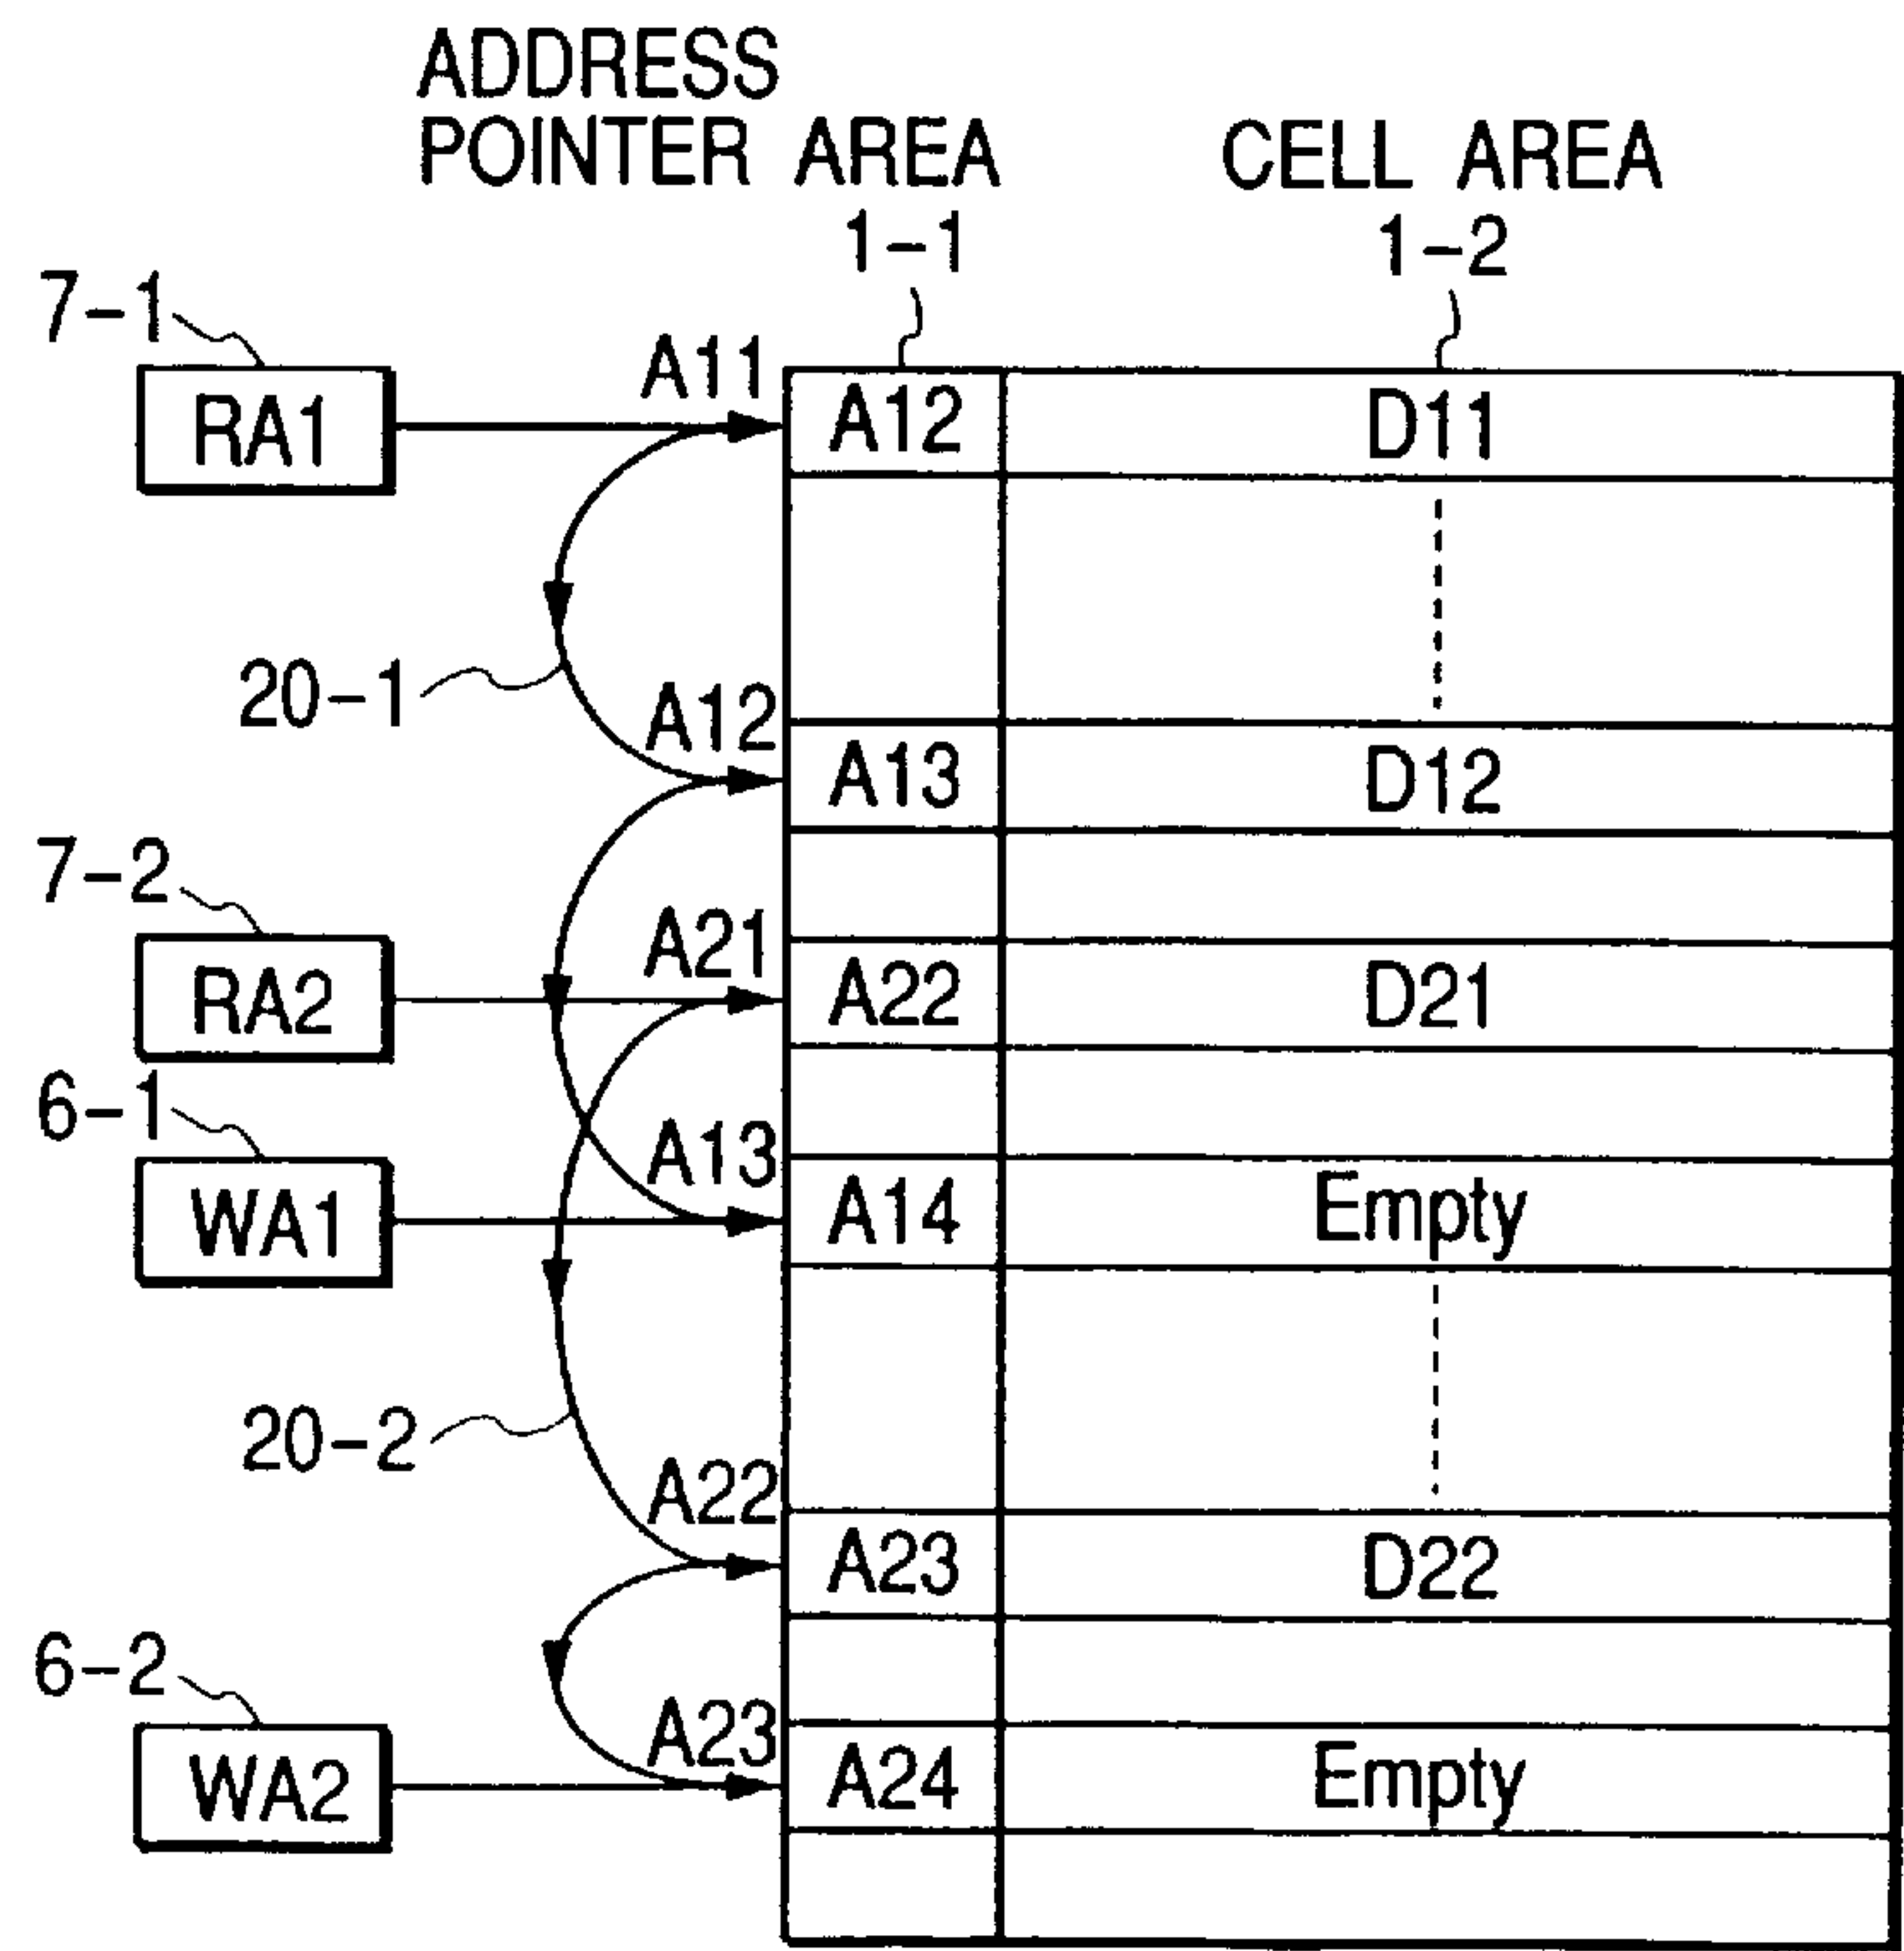 ADDRESS
POINTER AREA
CELL AREA
1-1
1-2
7-1
A11
RA1
A12
D11
20-1
A12
A13
D12
7-2
A21
RA2
A22
D21
6-1
A13
WA1
A14
Empty
20-2
A22
A23
D22
6-2
A23
WA2
A24
Empty